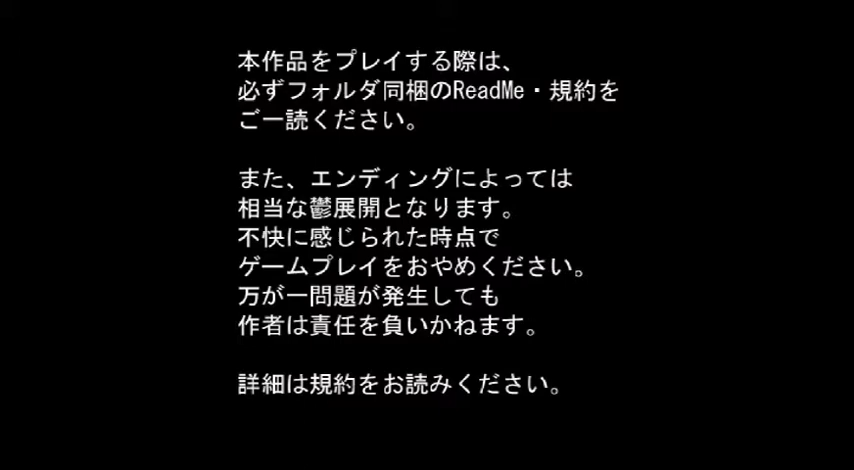 本作品をプレイする際は、
必ずフォルダ同梱のReadMe・規約を
ご一読ください。
また、エンディングによっては
相当な鬱展開となります。
不快に感じられた時点で
ゲームプレイをおやめください。
万が一問題が発生しても
作者は責任を負いかねます。
詳細は規約をお読みください。